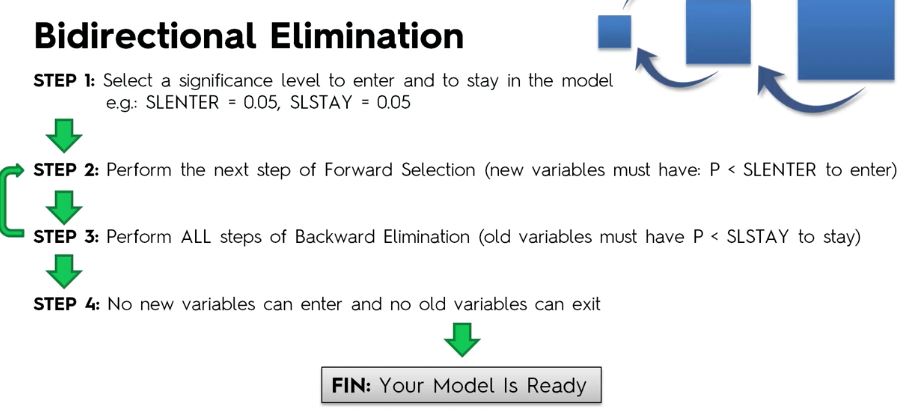 Bidirectional Elimination
STEP 1: Select a significance level to enter and to stay in the model
e.g.: SLENTER = 0.05, SLSTAY = 0.05
STEP 2: Perform the next step of Forward Selection (new variables must have: P < SLENTER to enter)
STEP 3: Perform ALL steps of Backward Elimination (old variables must have P < SLSTAY to stay)
STEP 4: No new variables can enter and no old variables can exit
FIN: Your Model Is Ready